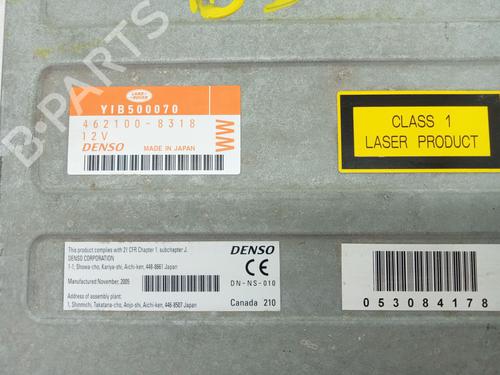 B-PARTS
LAND-
ROVER
YIB500070
462100-8318
12V
DENSO
MADE IN JAPAN
WW
CLASS 1
LASER PRODUCT
This product complies with 21 CFR Chapter 1, subchapter J.
DENSO CORPORATION
1-1, Showa-cho, Kariya-shi, Aichi-ken, 448-8661 Japan
Manufactured:November, 2005
Address of assembly plant:
1, Shinmichi, Takatana-cho, Anjo-shi, Aichi-ken, 446-8507 Japan
DENSO
CE
DN-NS-010
Canada 210
053084178